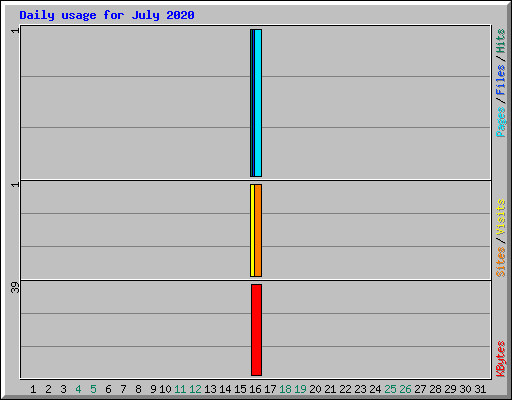 Daily usage for July 2020
1
Pages / Files / Hits
1
Sites / Visits
39
KBytes
1 2 3 4 5 6 7 8 9 10 11 12 13 14 15 16 17 18 19 20 21 22 23 24 25 26 27 28 29 30 31